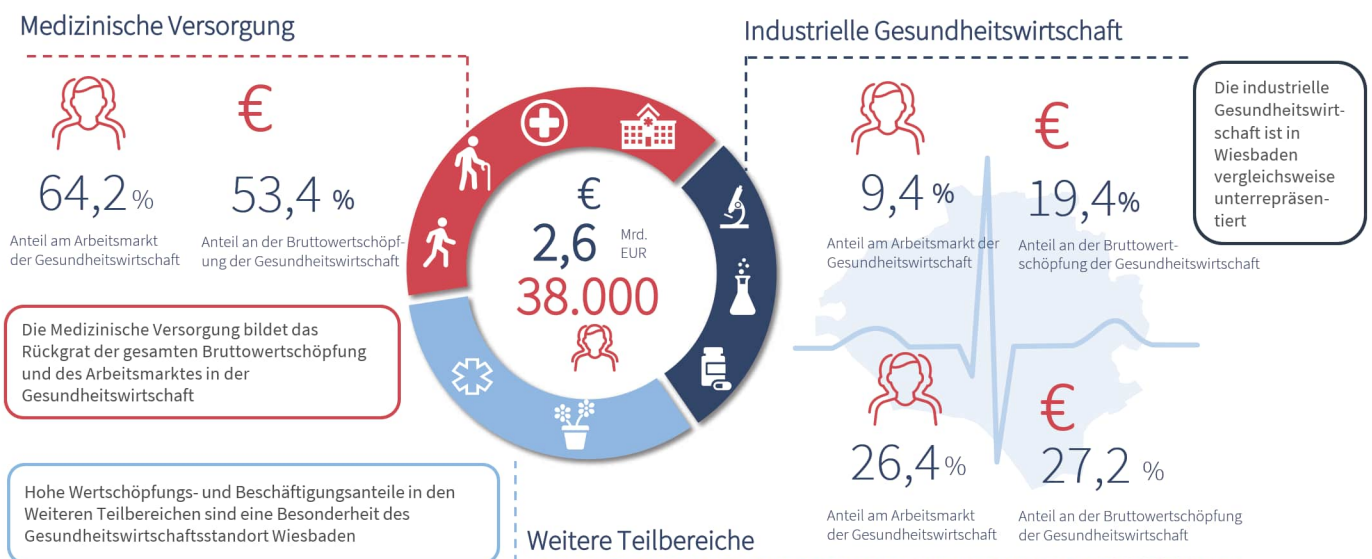 Medizinische Versorgung
€
64,2 %
53,4 %
Anteil am Arbeitsmarkt
der Gesundheitswirtschaft
Anteil an der Bruttowertschöpf-
ung der Gesundheitswirtschaft
Die Medizinische Versorgung bildet das
Rückgrat der gesamten Bruttowertschöpfung
und des Arbeitsmarktes in der
Gesundheitswirtschaft
Hohe Wertschöpfungs- und Beschäftigungsanteile in den
Weiteren Teilbereichen sind eine Besonderheit des
Gesundheitswirtschaftsstandort Wiesbaden
€
2,6 Mrd.
EUR
38.000
Industrielle Gesundheitswirtschaft
€
9,4 %
19,4%
Anteil am Arbeitsmarkt der
Gesundheitswirtschaft
Anteil an der Bruttowert-
schöpfung der Gesundheitswirtschaft
Die industrielle
Gesundheitswirt-
schaft ist in
Wiesbaden
vergleichsweise
unterrepräsen-
tiert
Weitere Teilbereiche
€
26,4 %
27,2 %
Anteil am Arbeitsmarkt
der Gesundheitswirtschaft
Anteil an der Bruttowertschöpfung
der Gesundheitswirtschaft